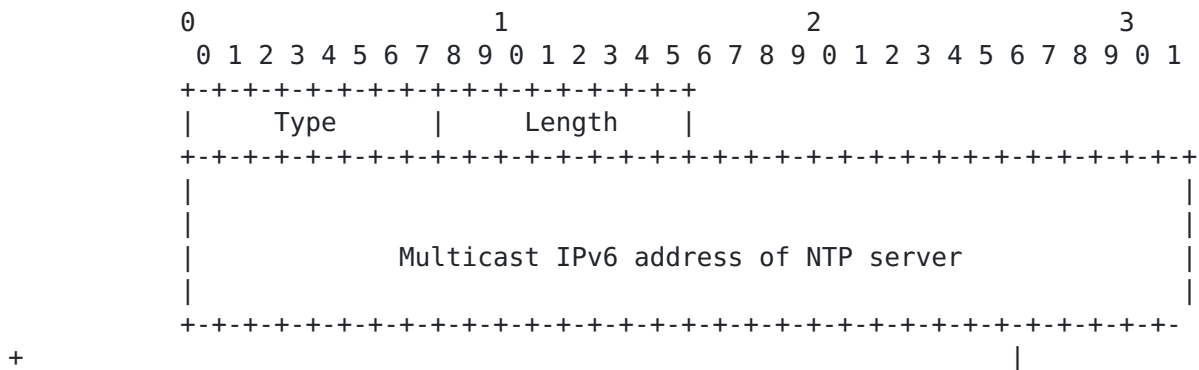 0                   1                   2                   3
0 1 2 3 4 5 6 7 8 9 0 1 2 3 4 5 6 7 8 9 0 1 2 3 4 5 6 7 8 9 0 1
+-+-+-+-+-+-+-+-+-+-+-+-+-+-+-+-+
|     Type      |     Length    |
+-+-+-+-+-+-+-+-+-+-+-+-+-+-+-+-+-+-+-+-+-+-+-+-+-+-+-+-+-+-+-+-+
|                                                               |
|                                                               |
|             Multicast IPv6 address of NTP server              |
|                                                               |
+-+-+-+-+-+-+-+-+-+-+-+-+-+-+-+-+-+-+-+-+-+-+-+-+-+-+-+-+-+-+-+-
+                                                               |